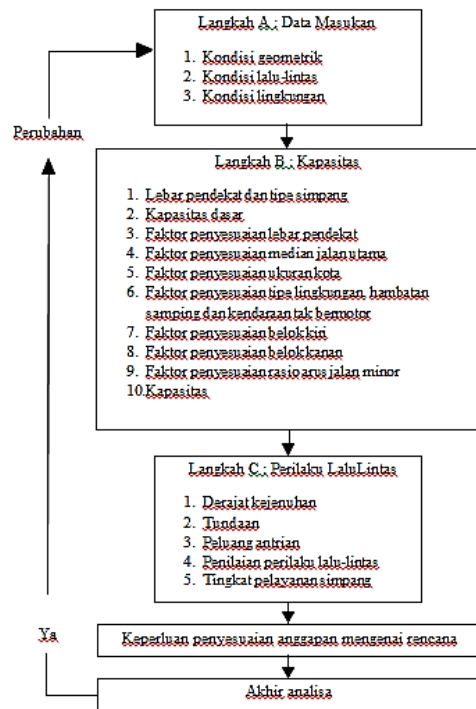 Langkah A : Data Masukan
1. Kondisi geometrik
2. Kondisi lalu-lintas
3. Kondisi lingkungan
Perubahan
Langkah B : Kapasitas
1. Lebar pendekat dan tipe simpang
2. Kapasitas dasar
3. Faktor penyesuaian lebar pendekat
4. Faktor penyesuaian median jalan utama
5. Faktor penyesuaian ukuran kota
6. Faktor penyesuaian tipe lingkungan, hambatan
samping dan kendaraan tak bermotor
7. Faktor penyesuaian belok kiri
8. Faktor penyesuaian belok kanan
9. Faktor penyesuaian rasio arus jalan minor
10. Kapasitas
Langkah C : Perilaku LaluLintas
1. Derajat kejenuhan
2. Tundaan
3. Peluang antrian
4. Penilaian perilaku lalu-lintas
5. Tingkat pelayanan simpang
Ya
Keperluan penyesuaian anggapan mengenai rencana
Akhir analisa